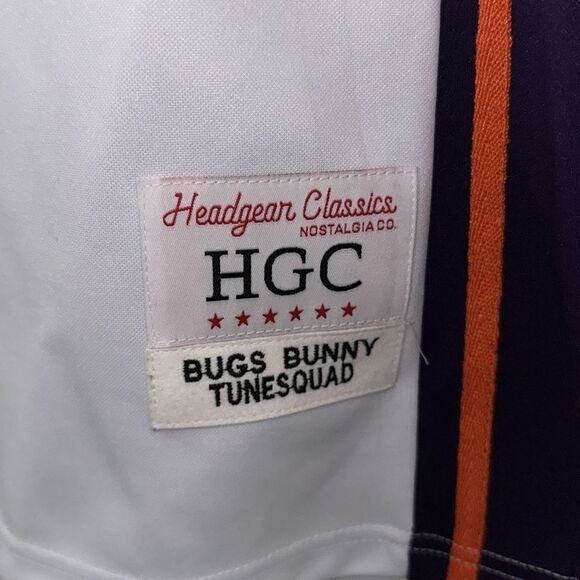 Headgear Classics
NOSTALGIA CO.
HGC
BUGS BUNNY
TUNESQUAD